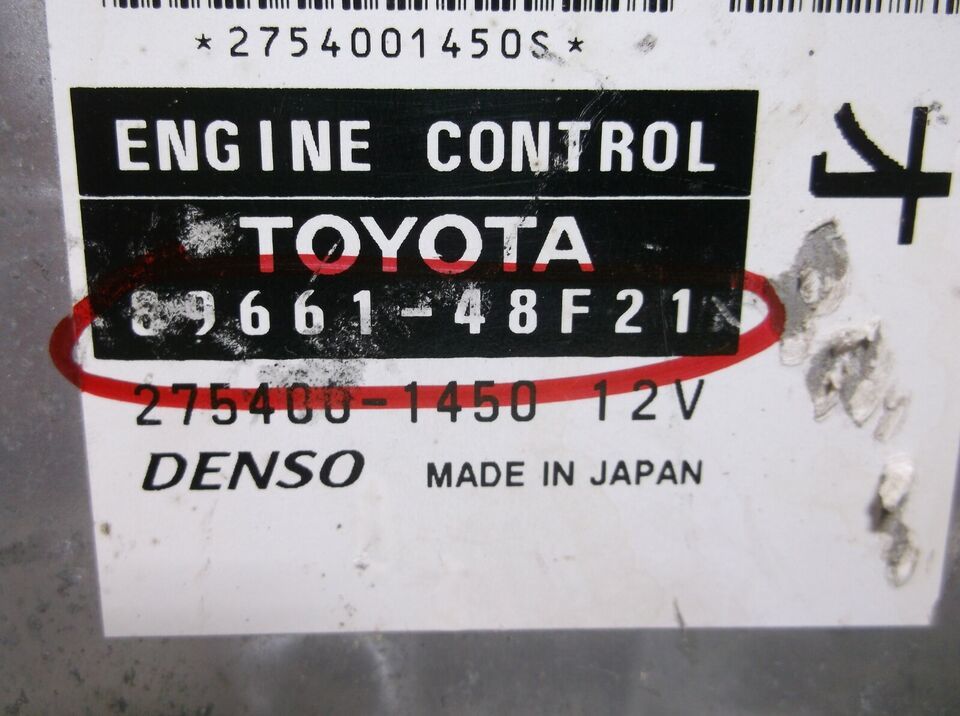 *2754001450S*
ENGINE CONTROL
TOYOTA
89661-48F21
275400-1450 12V
DENSO MADE IN JAPAN